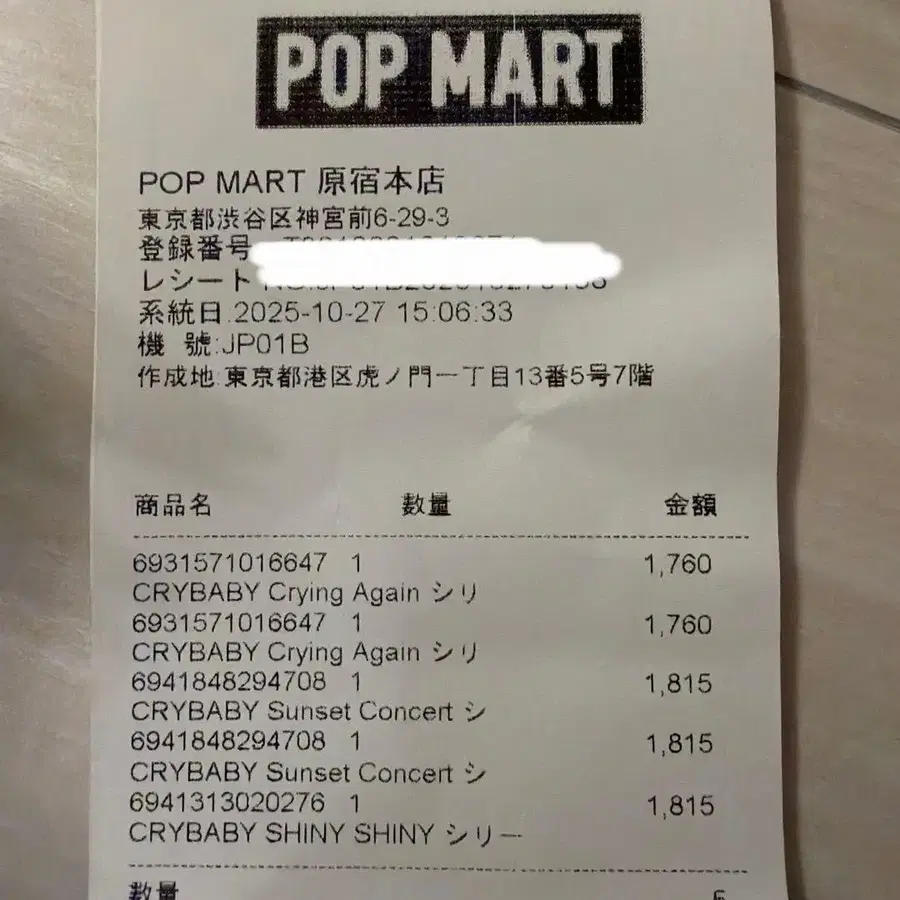 POP MART
POP MART 原宿本店
東京都渋谷区神宮前6-29-3
登録番号
レシート
系統日:2025-10-27 15:06:33
機 號:JP01B
作成地:東京都港区虎ノ門一丁目13番5号7階
商品名 数量 金額
6931571016647 1 1,760
CRYBABY Crying Again シリ
6931571016647 1 1,760
CRYBABY Crying Again シリ
6941848294708 1 1,815
CRYBABY Sunset Concert シ
6941848294708 1 1,815
CRYBABY Sunset Concert シ
6941313020276 1 1,815
CRYBABY SHINY SHINY シリー
数量